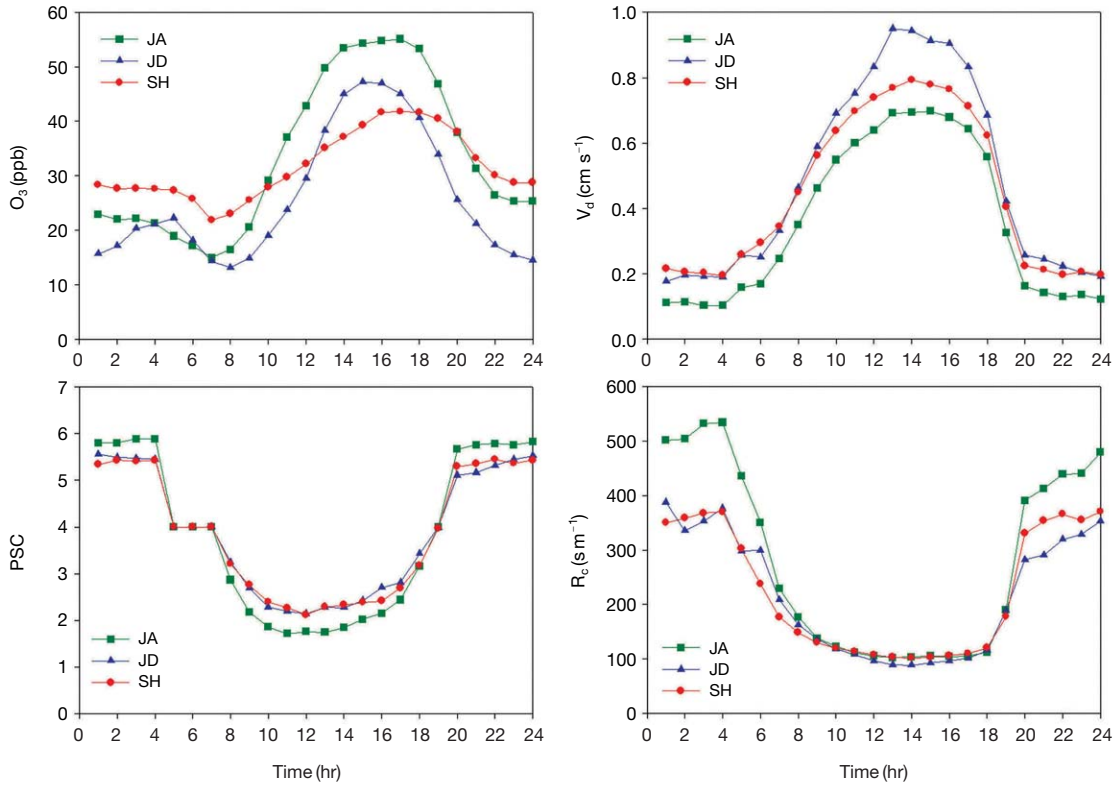 60
50
40
30
20
10
0
O₃ (ppb)
JA
JD
SH
0 2 4 6 8 10 12 14 16 18 20 22 24
1.0
0.8
0.6
0.4
0.2
0.0
V_d (cm s⁻¹)
JA
JD
SH
0 2 4 6 8 10 12 14 16 18 20 22 24
7
6
5
4
3
2
1
0
PSC
JA
JD
SH
0 2 4 6 8 10 12 14 16 18 20 22 24
Time (hr)
600
500
400
300
200
100
0
R_c (s m⁻¹)
JA
JD
SH
0 2 4 6 8 10 12 14 16 18 20 22 24
Time (hr)